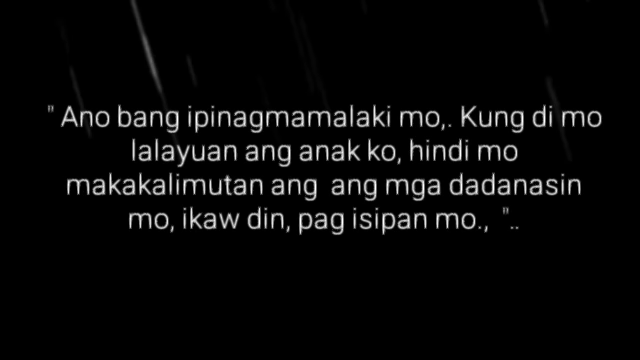 " Ano bang ipinagmamalaki mo,. Kung di mo
lalayuan ang anak ko, hindi mo
makakalimutan ang  ang mga dadanasin
mo, ikaw din, pag isipan mo.,  "..